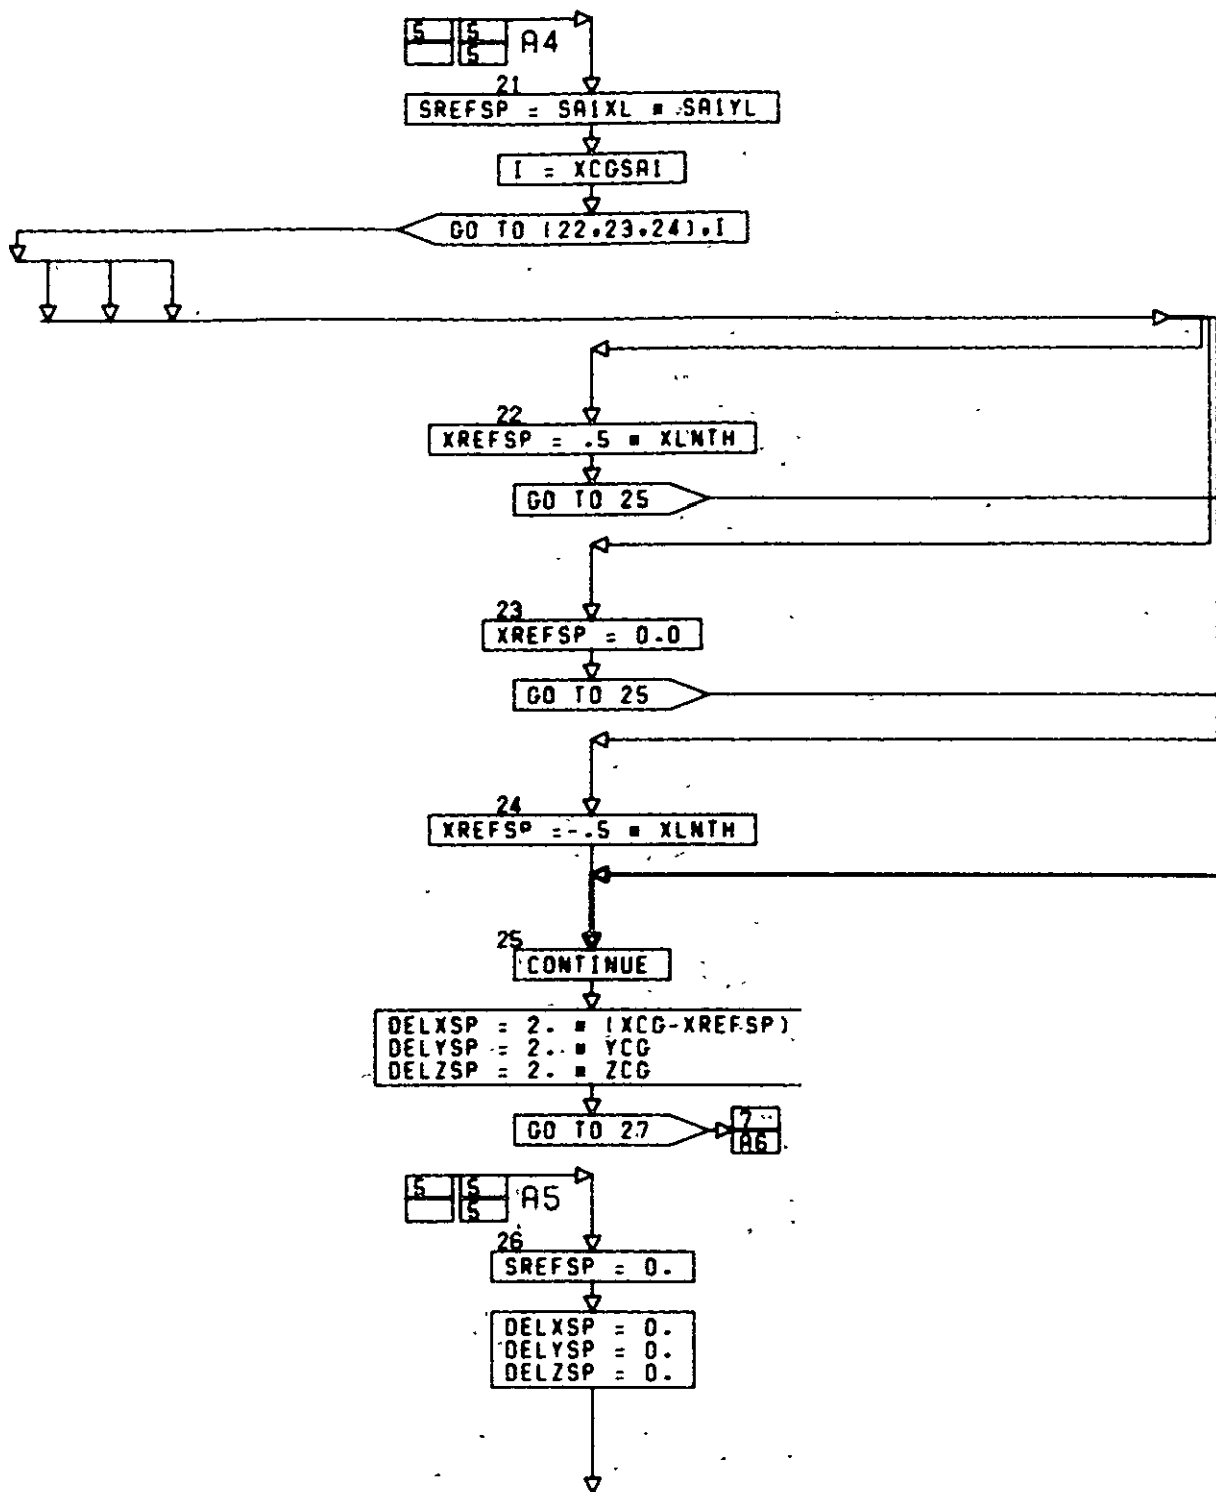 5 5
5
A4
21
SREFSP = SAIXL * SAIYL
I = XCGSAI
GO TO (22,23,24),I
22
XREFSP = .5 * XLNTH
GO TO 25
23
XREFSP = 0.0
GO TO 25
24
XREFSP =-.5 * XLNTH
25
CONTINUE
DELXSP = 2. * (XCG-XREFSP)
DELYSP = 2. * YCG
DELZSP = 2. * ZCG
GO TO 27
7
A6
5 5
5
A5
26
SREFSP = 0.
DELXSP = 0.
DELYSP = 0.
DELZSP = 0.